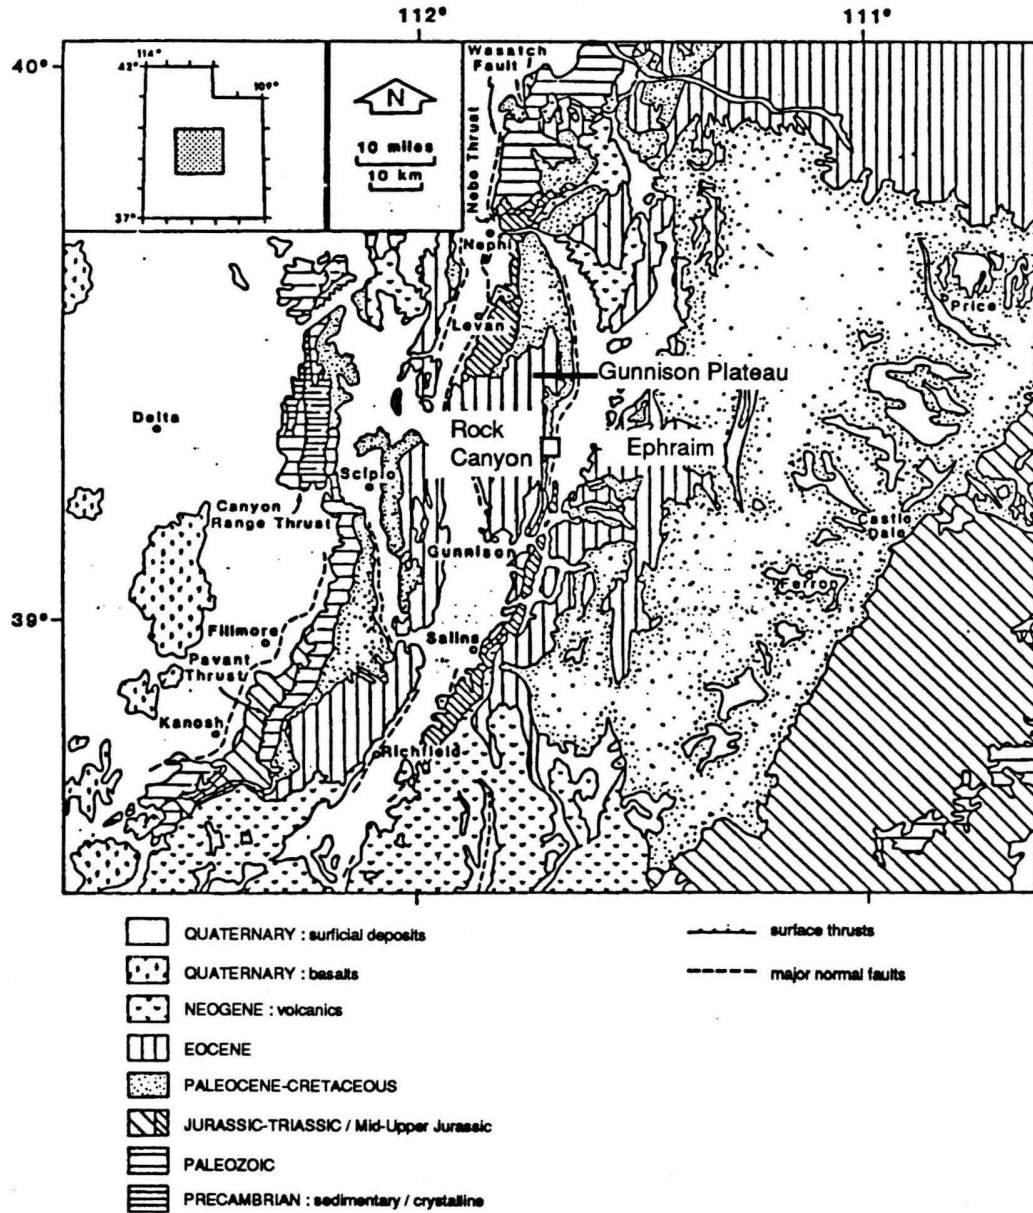 112°
111°
40°
39°
114°
42°
109°
37°
N
10 miles
10 km
Wasatch
Fault
Nebo Thrust
Nephi
Levan
Price
Gunnison Plateau
Delta
Rock
Canyon
Ephraim
Scipio
Canyon
Range Thrust
Gunnison
Castle
Dale
Ferron
Fillmore
Salina
Pavant
Thrust
Kanosh
Richfield
QUATERNARY : surficial deposits
QUATERNARY : basalts
NEOGENE : volcanics
EOCENE
PALEOCENE-CRETACEOUS
JURASSIC-TRIASSIC / Mid-Upper Jurassic
PALEOZOIC
PRECAMBRIAN : sedimentary / crystalline
surface thrusts
major normal faults